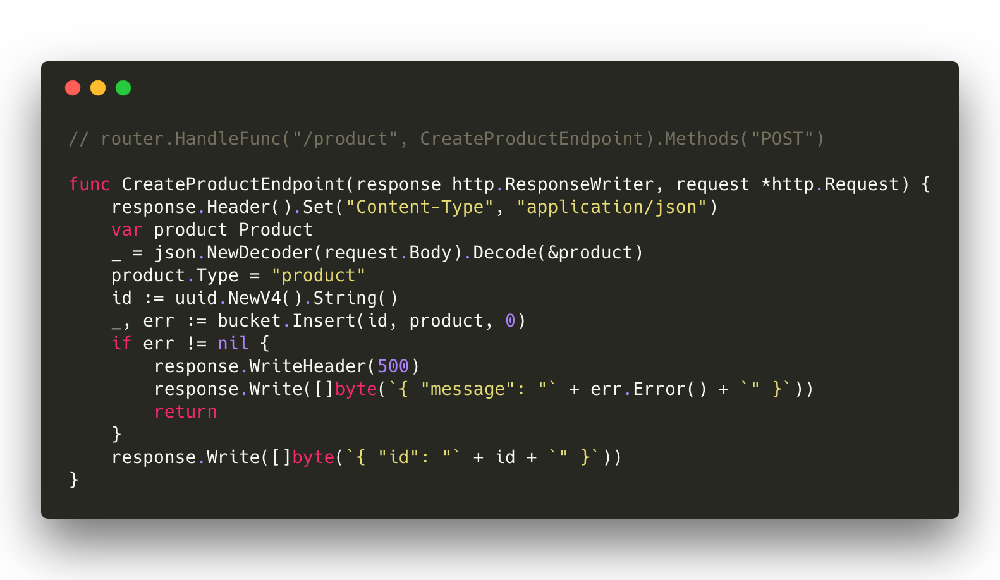 // router.HandleFunc("/product", CreateProductEndpoint).Methods("POST")

func CreateProductEndpoint(response http.ResponseWriter, request *http.Request) {
    response.Header().Set("Content-Type", "application/json")
    var product Product
    _ = json.NewDecoder(request.Body).Decode(&product)
    product.Type = "product"
    id := uuid.NewV4().String()
    _, err := bucket.Insert(id, product, 0)
    if err != nil {
        response.WriteHeader(500)
        response.Write([]byte(`{ "message": "` + err.Error() + `" }`))
        return
    }
    response.Write([]byte(`{ "id": "` + id + `" }`))
}